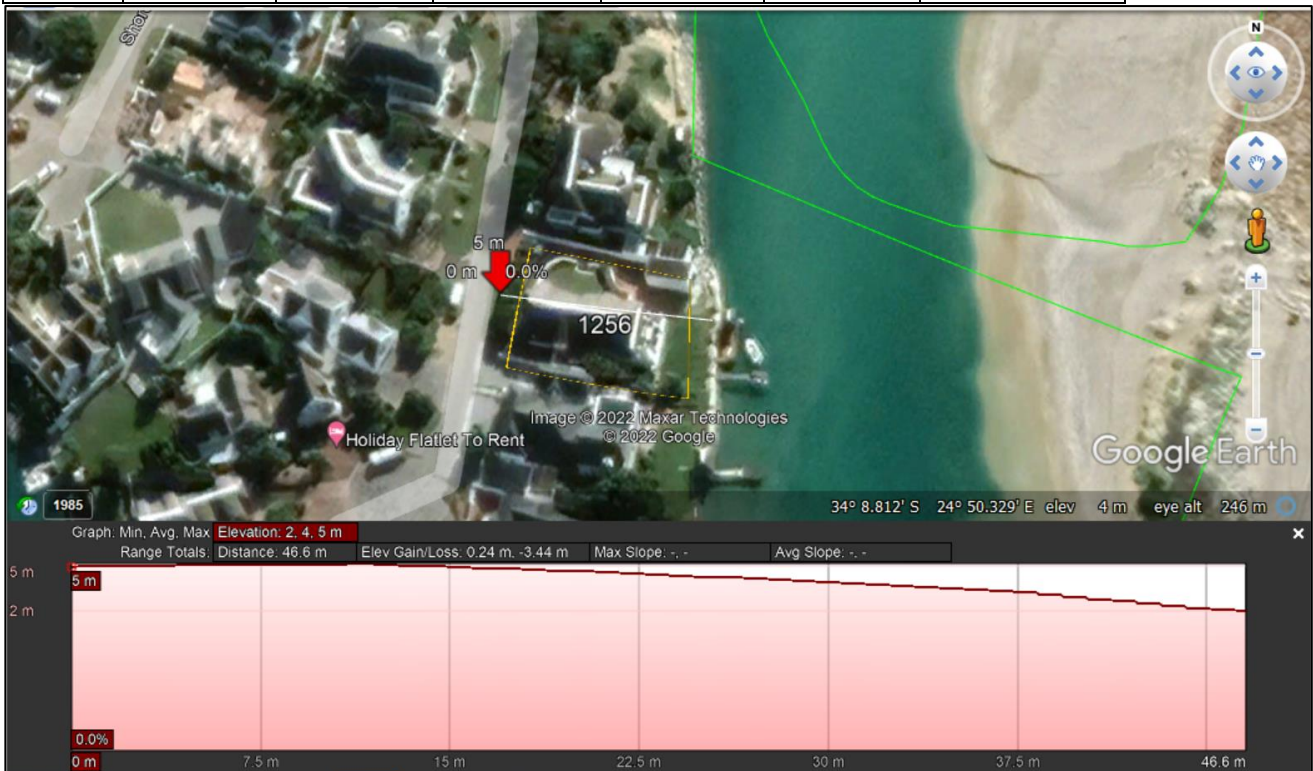 Shor
N
5 m
0 m 0.0%
1256
Image © 2022 Maxar Technologies
© 2022 Google
Holiday Flatlet To Rent
Google Earth
1985
34° 8.812' S 24° 50.329' E elev 4 m eye alt 246 m
Graph: Min, Avg, Max Elevation: 2, 4, 5 m
Range Totals: Distance: 46.6 m Elev Gain/Loss: 0.24 m, -3.44 m Max Slope: -, - Avg Slope: -, -
5 m
5 m
2 m
0.0%
0 m 7.5 m 15 m 22.5 m 30 m 37.5 m 46.6 m